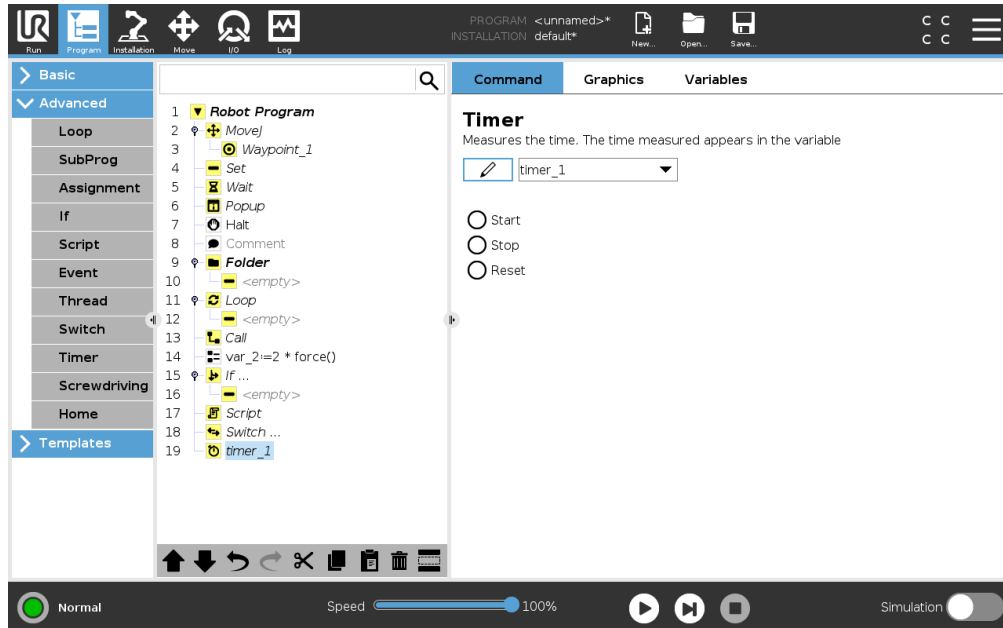 PROGRAM <unnamed>*
INSTALLATION default*
C C
C C
UR
Run
Program
Installation
Move
I/O
Log
New...
Open...
Save...
Basic
Advanced
Loop
SubProg
Assignment
If
Script
Event
Thread
Switch
Timer
Screwdriving
Home
Templates
1 Robot Program
2 MoveJ
3 Waypoint_1
4 Set
5 Wait
6 Popup
7 Halt
8 Comment
9 Folder
10 <empty>
11 Loop
12 <empty>
13 Call
14 var_2:=2 * force()
15 If ...
16 <empty>
17 Script
18 Switch ...
19 timer_1
Command Graphics Variables
Timer
Measures the time. The time measured appears in the variable
timer_1
Start
Stop
Reset
Normal
Speed 100%
Simulation